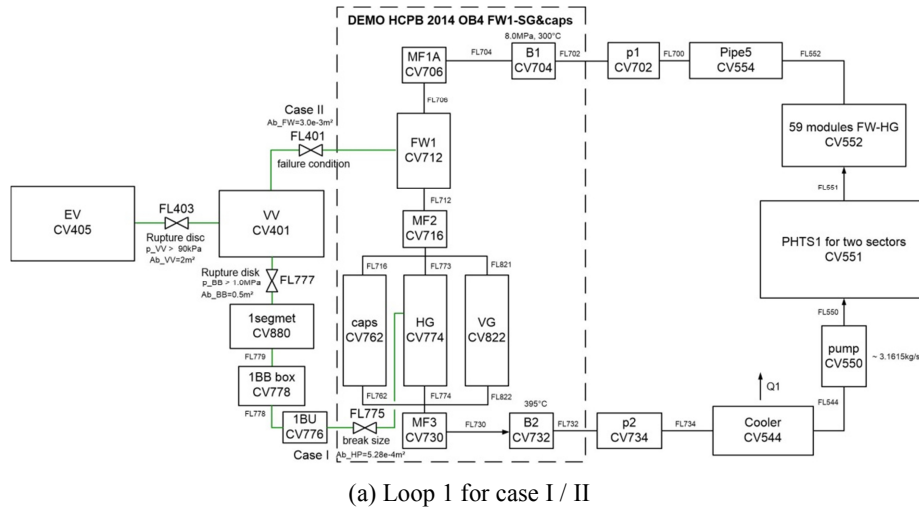 DEMO HCPB 2014 OB4 FW1-SG&caps
8.0MPa, 300°C
MF1A
CV706
FL704
B1
CV704
FL702
p1
CV702
FL700
Pipe5
CV554
FL552
FL706
Case II
Ab_FW=3.0e-3m²
FL401
failure condition
FW1
CV712
59 modules FW-HG
CV552
FL551
EV
CV405
FL403
Rupture disc
p_VV > 90kPa
Ab_VV=2m²
VV
CV401
FL712
MF2
CV716
PHTS1 for two sectors
CV551
Rupture disk
p_BB > 1.0MPa
Ab_BB=0.5m²
FL777
FL716
FL773
FL821
caps
CV762
HG
CV774
VG
CV822
1segmet
CV880
FL550
FL779
pump
CV550
~ 3.1615kg/s
1BB box
CV778
FL762
FL774
FL822
Q1
FL544
FL778
1BU
CV776
FL775
break size
Case I
Ab_HP=5.28e-4m²
MF3
CV730
FL730
395°C
B2
CV732
FL732
p2
CV734
FL734
Cooler
CV544
(a) Loop 1 for case I / II